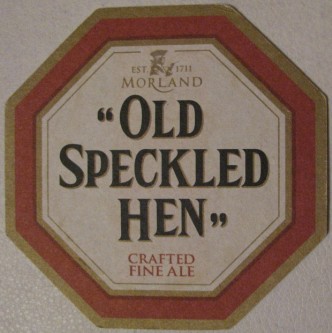 EST 1711
MORLAND
“OLD
SPECKLED
HEN”
CRAFTED
FINE ALE